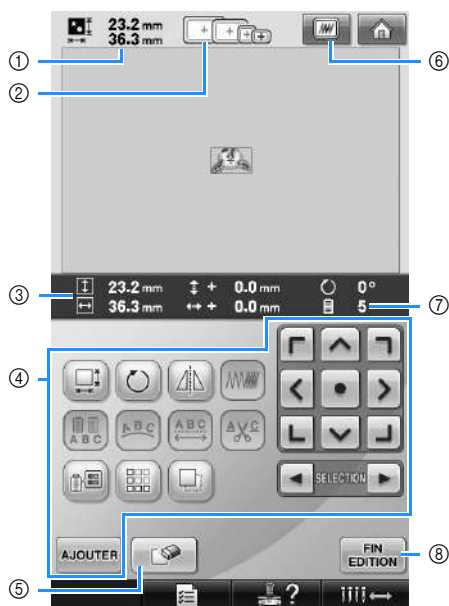 23.2 mm
36.3 mm
① ② ⑥
23.2 mm + 0.0 mm 0°
36.3 mm + 0.0 mm 5
③ ⑦
④
A B C A B C A B C A C
SELECTION
AJOUTER FIN EDITION
⑤ ⑧
?